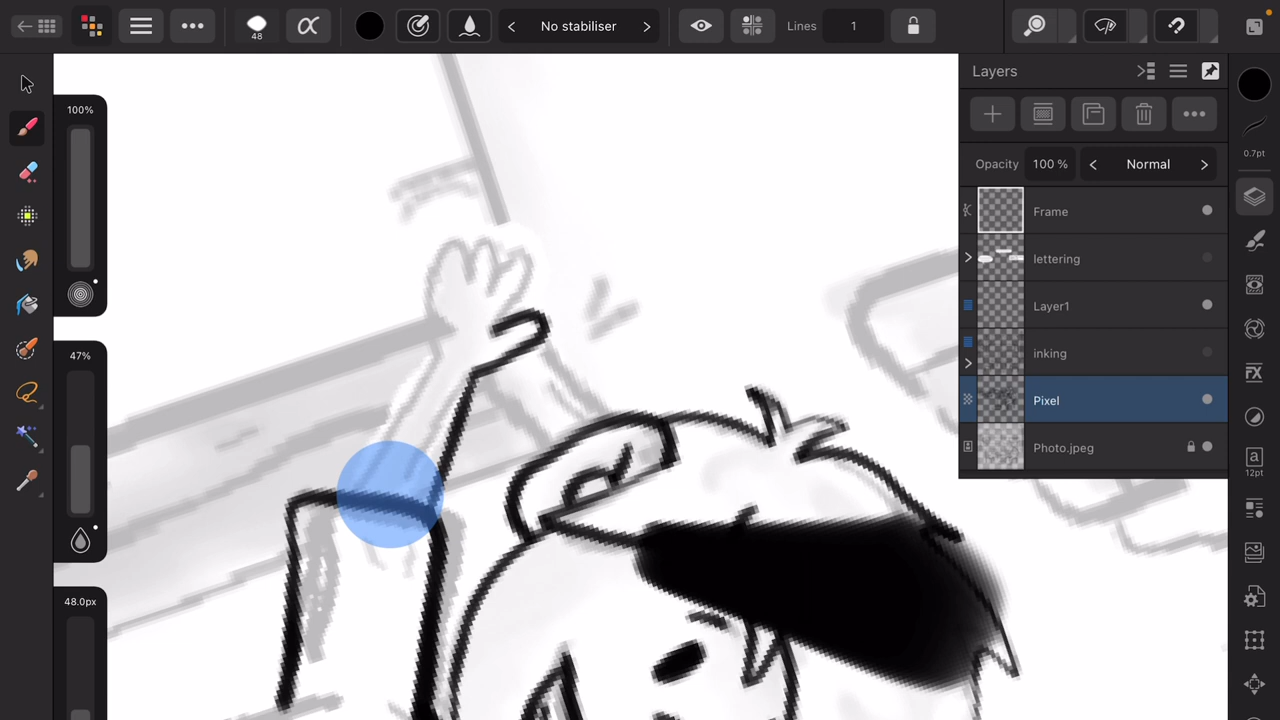 48
α
No stabiliser
Lines 1
100%
47%
48.0px
Layers
Opacity 100 % Normal
Frame
lettering
Layer1
inking
Pixel
Photo.jpeg
0.7pt
FX
a
12pt